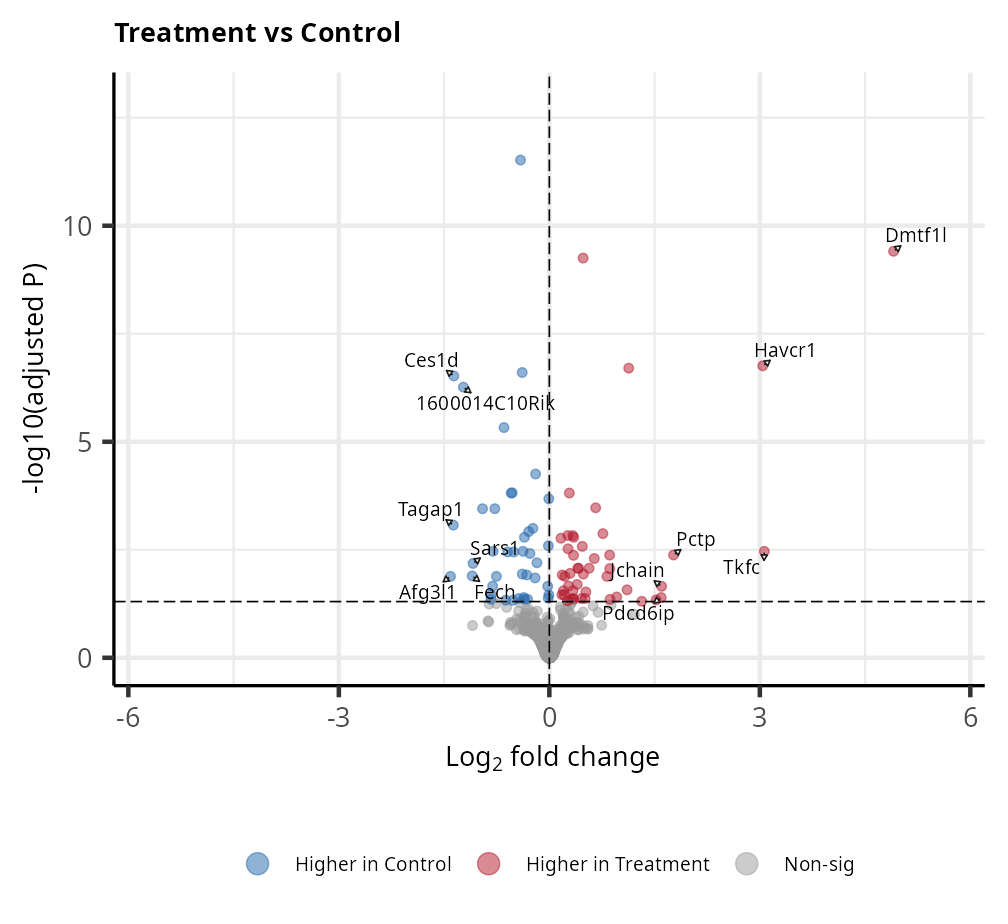 Treatment vs Control
-log10(adjusted P)
10
5
0
Dmtf1l
Havcr1
Ces1d
1600014C10Rik
Tagap1
Sars1
Pctp
Tkfc
Jchain
Afg3l1
Fech
Pdcd6ip
-6
-3
0
3
6
Log2 fold change
Higher in Control
Higher in Treatment
Non-sig